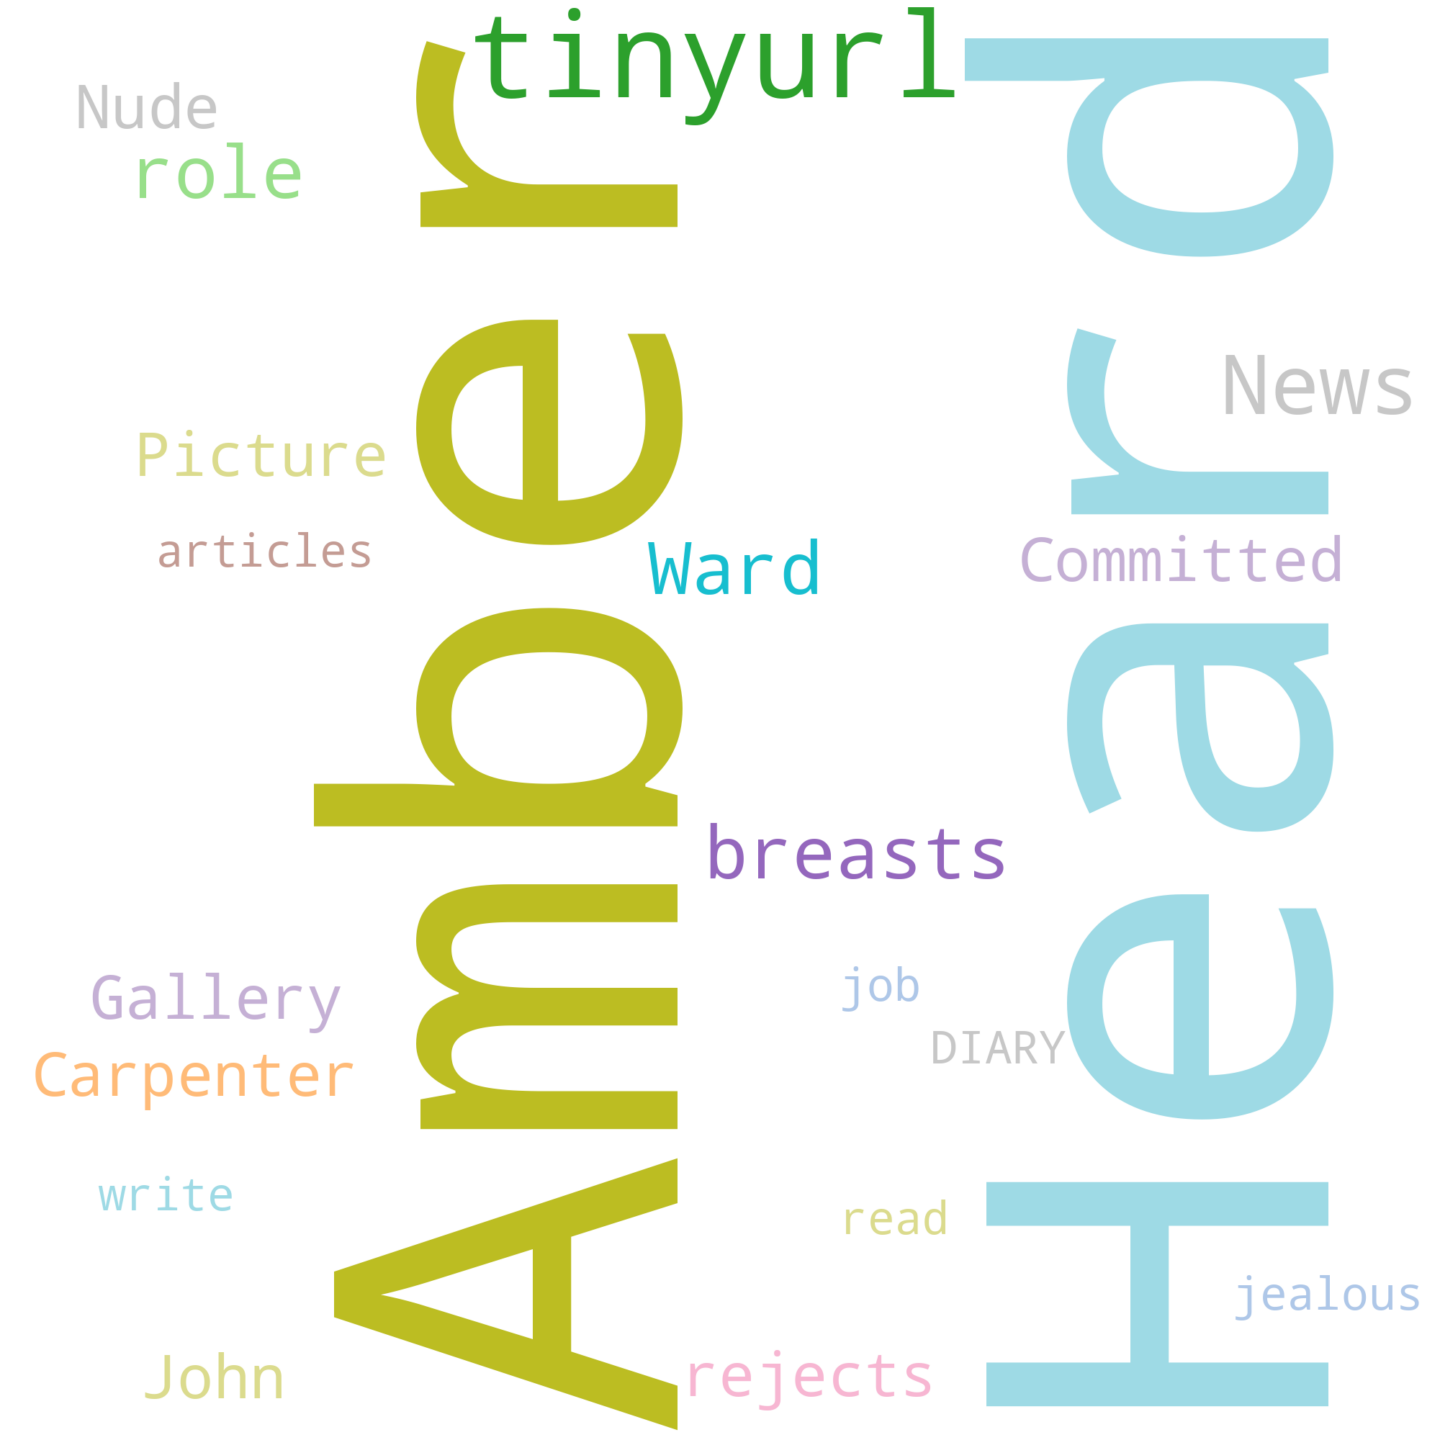 tinyurl
Nude
role
Amber
Heard
News
Picture
articles
Ward
Committed
breasts
Gallery
job
DIARY
Carpenter
write
read
jealous
John
rejects